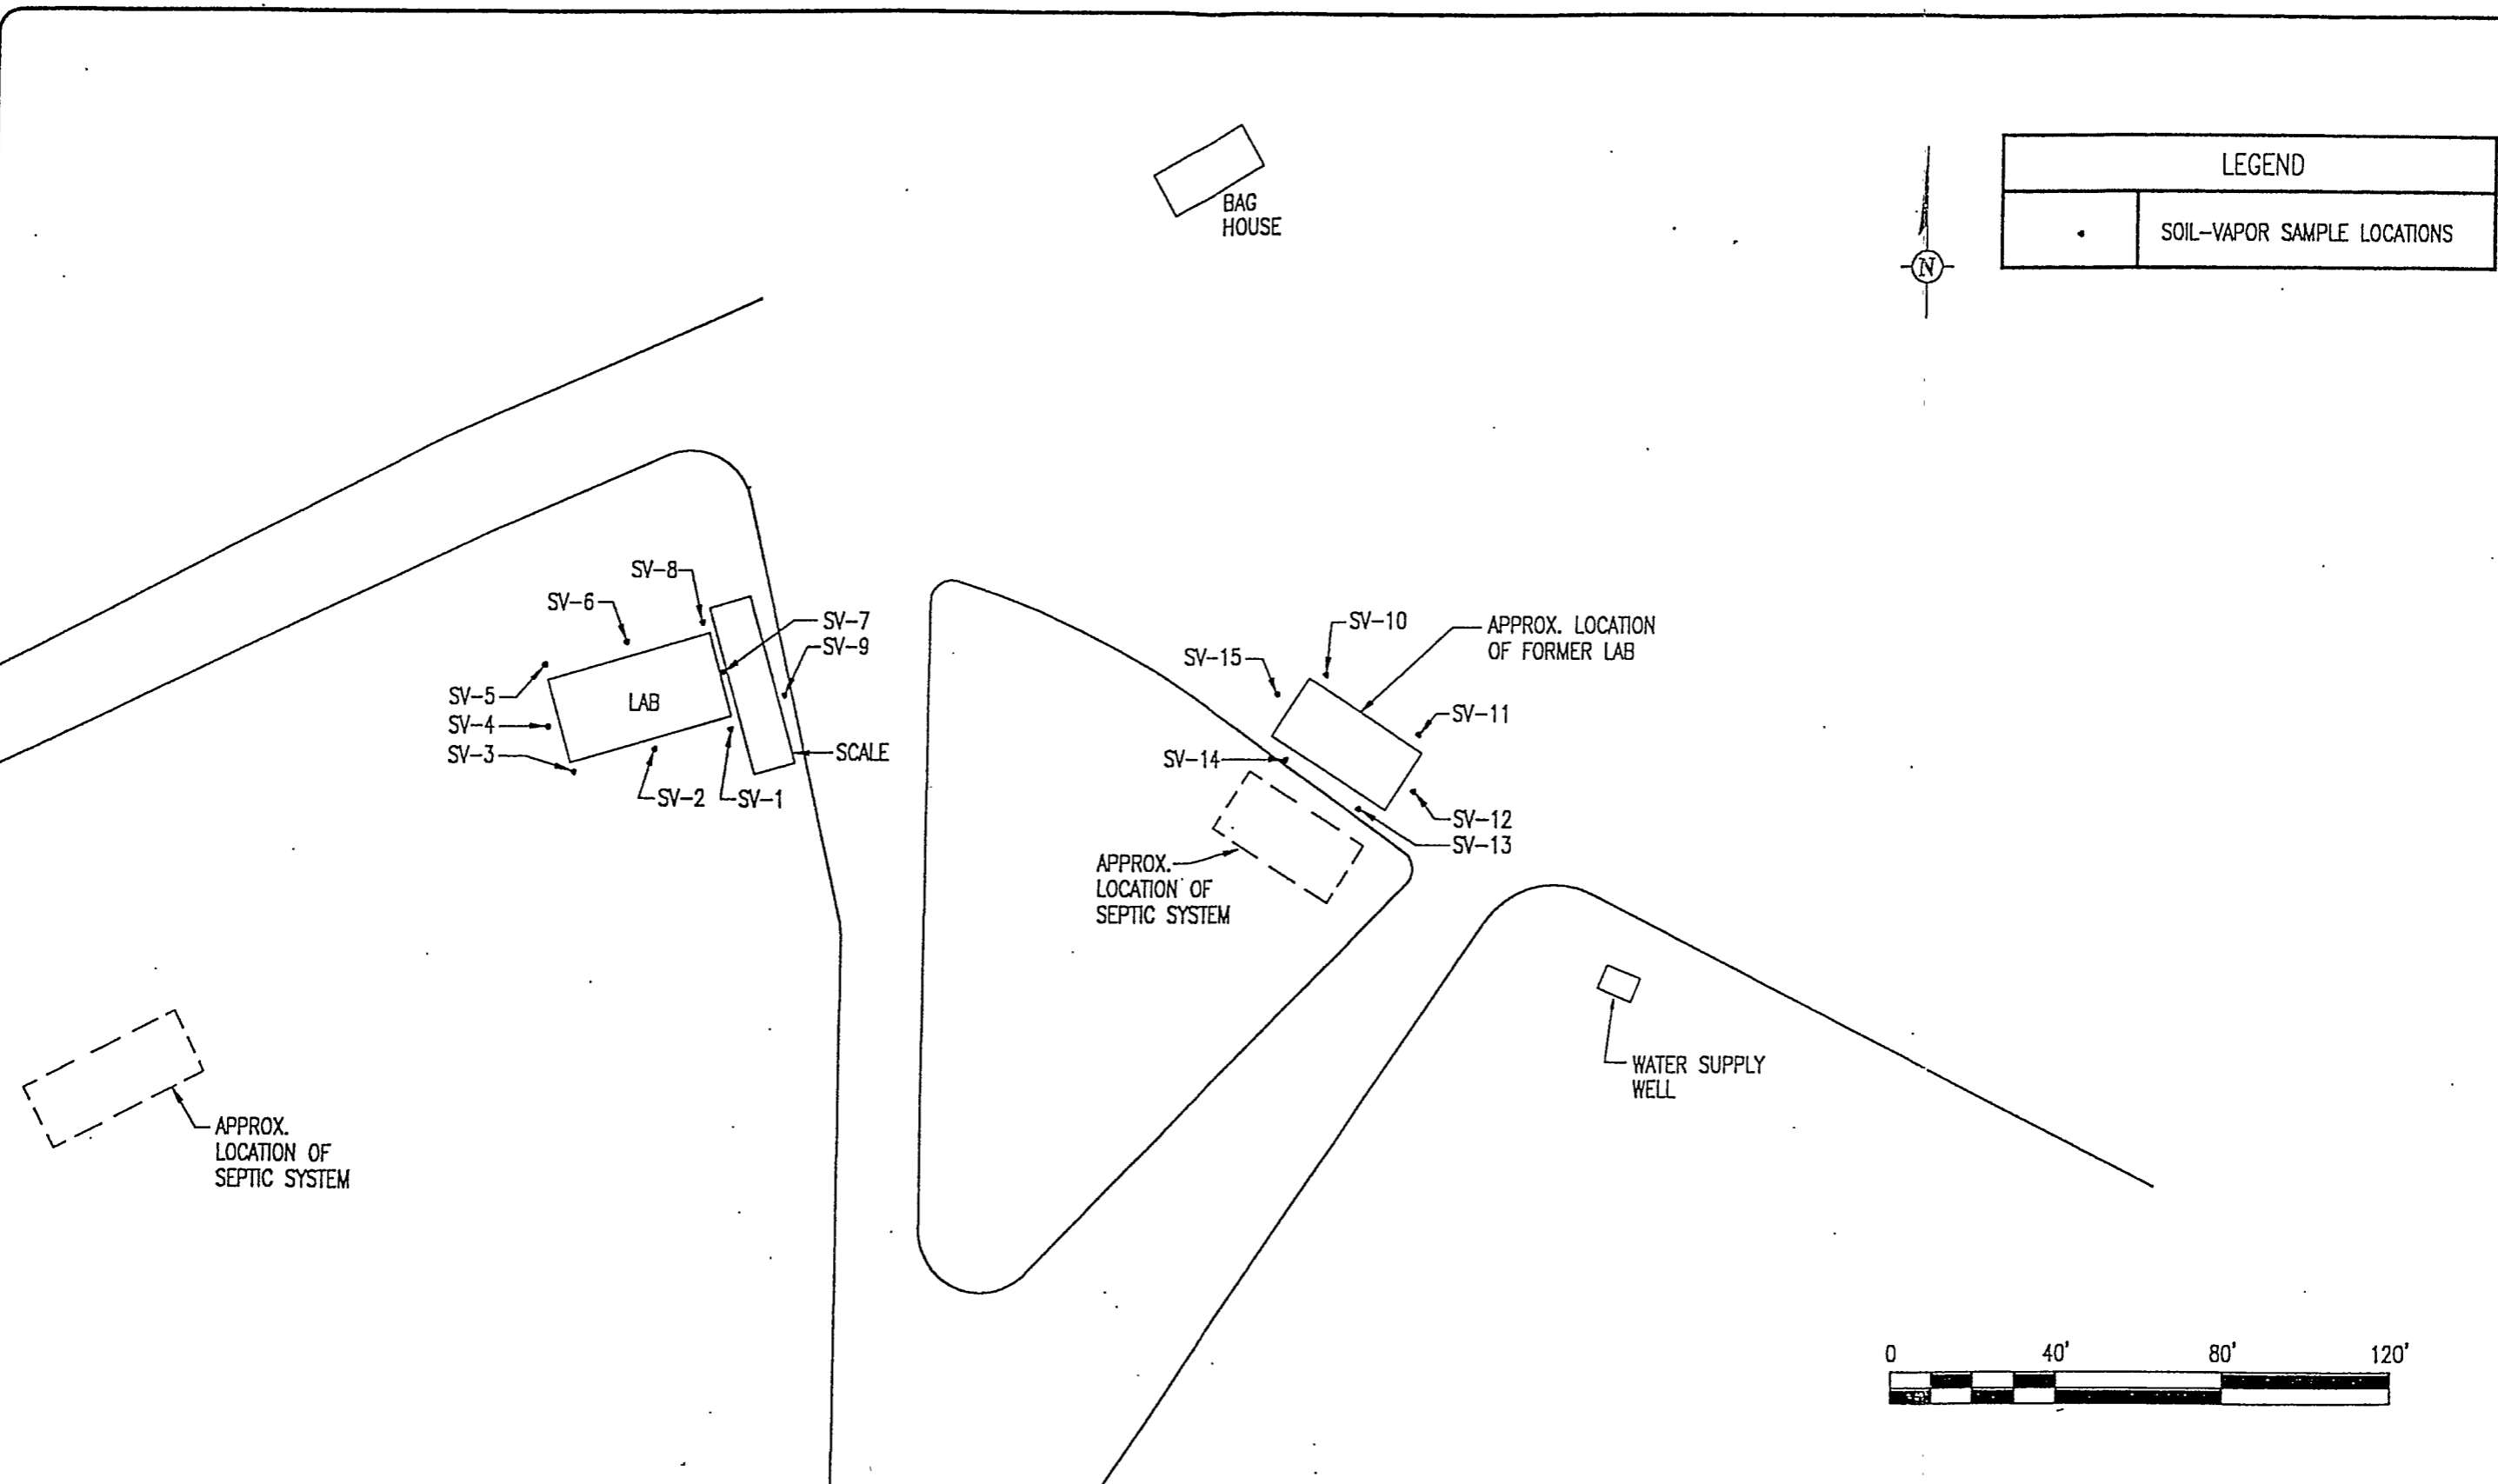 BAG
HOUSE
LEGEND
SOIL-VAPOR SAMPLE LOCATIONS
N
SV-8
SV-6
SV-7
SV-9
SV-5
LAB
SV-4
SV-3
SCALE
SV-2
SV-1
SV-10
APPROX. LOCATION
OF FORMER LAB
SV-15
SV-11
SV-14
SV-12
SV-13
APPROX.
LOCATION OF
SEPTIC SYSTEM
WATER SUPPLY
WELL
APPROX.
LOCATION OF
SEPTIC SYSTEM
0 40' 80' 120'